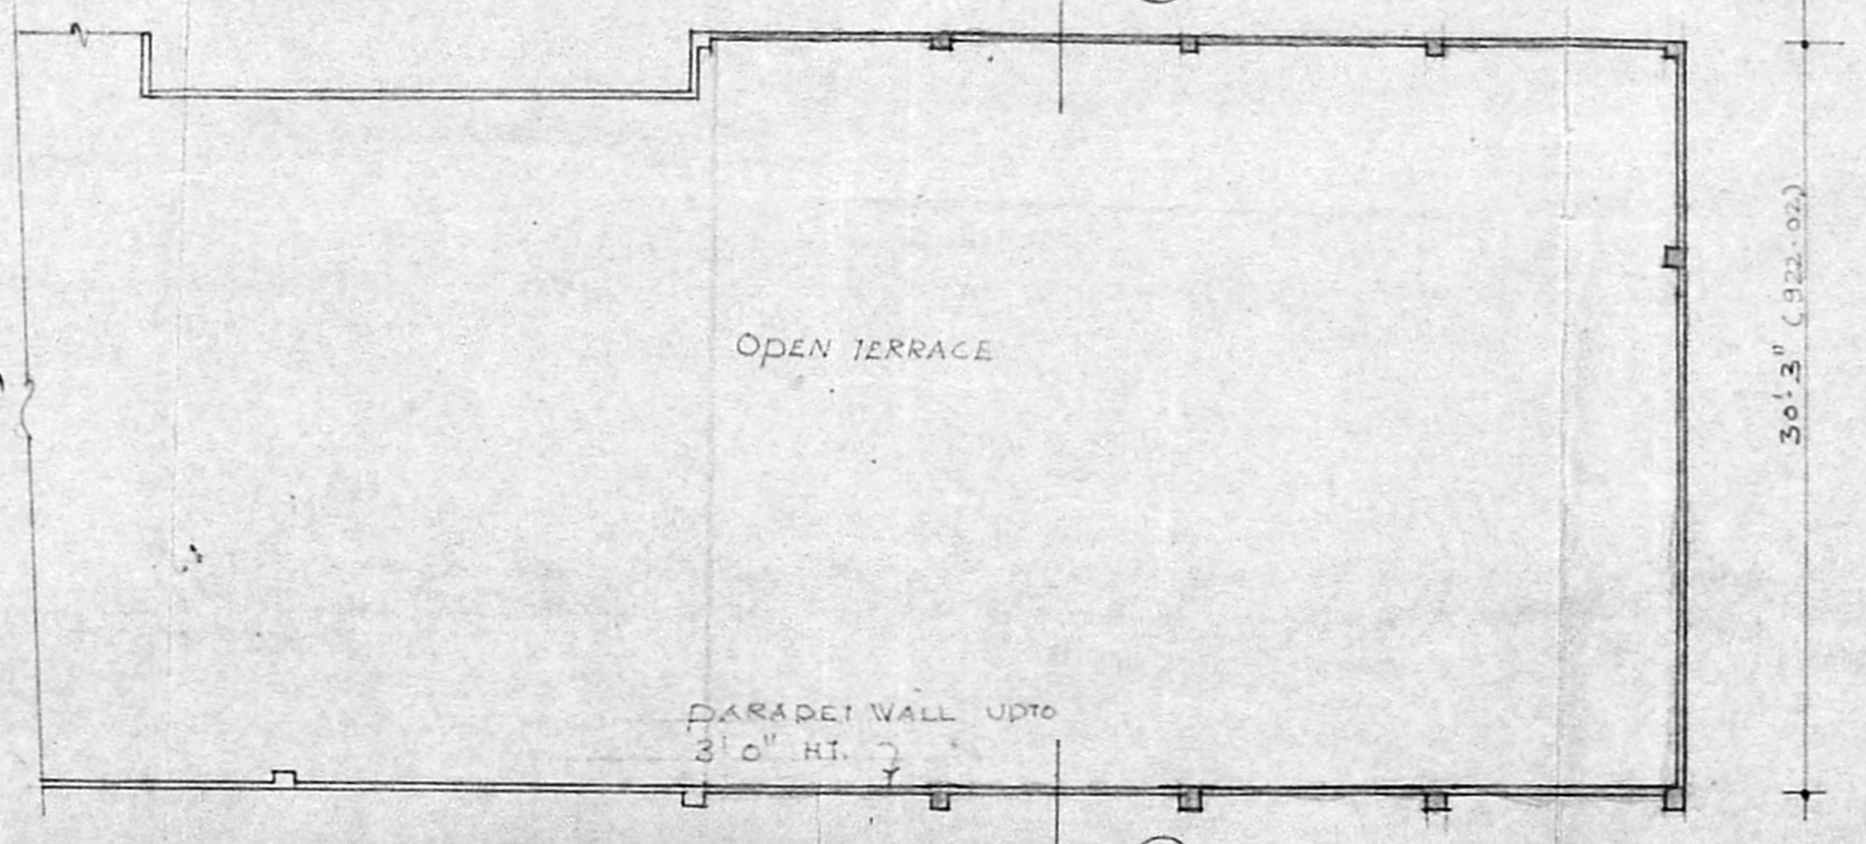 OPEN TERRACE
30'-3" (922.02)
PARAPET WALL UPTO
3'0" HT.